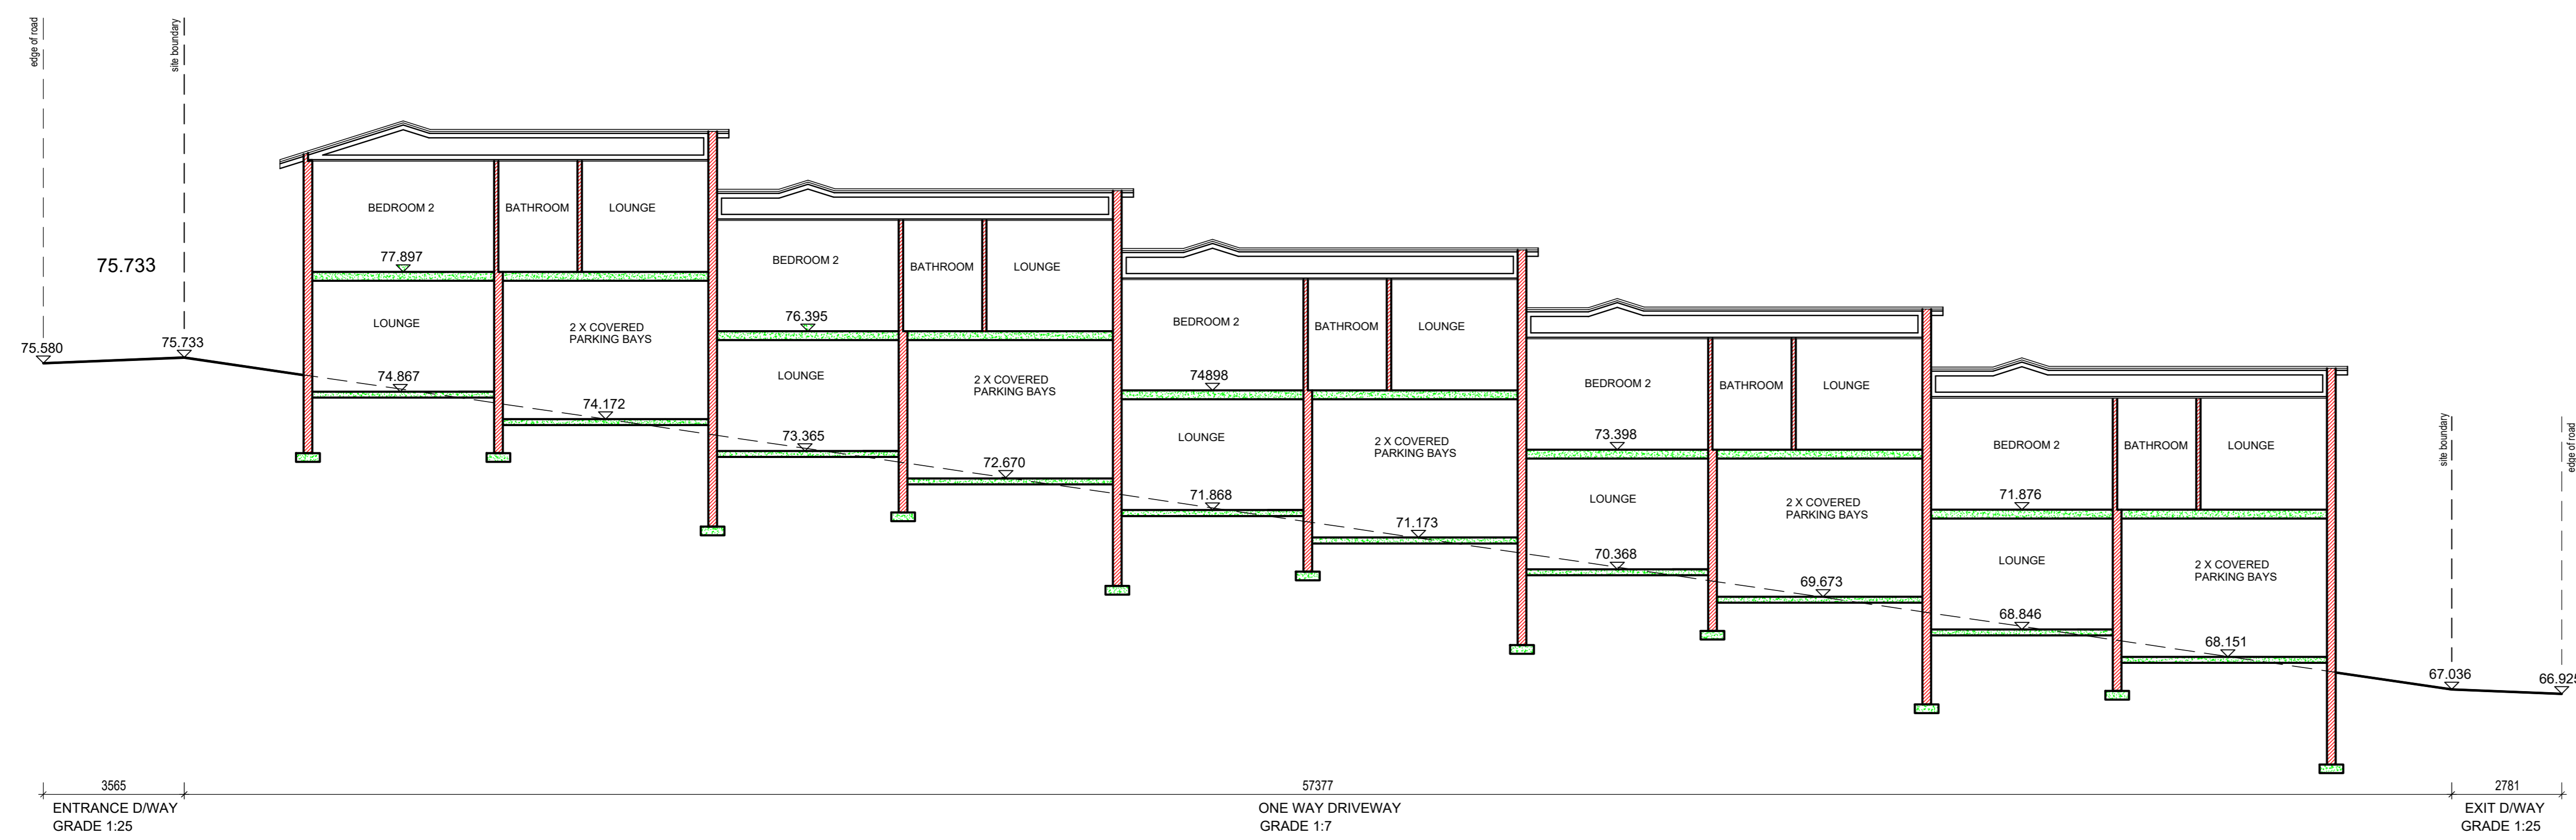 edge of road
site boundary
75.733
75.580
75.733
BEDROOM 2
BATHROOM
LOUNGE
77.897
LOUNGE
2 X COVERED
PARKING BAYS
74.867
74.172
BEDROOM 2
BATHROOM
LOUNGE
76.395
LOUNGE
2 X COVERED
PARKING BAYS
73.365
72.670
BEDROOM 2
BATHROOM
LOUNGE
74898
LOUNGE
2 X COVERED
PARKING BAYS
71.868
71.173
BEDROOM 2
BATHROOM
LOUNGE
73.398
LOUNGE
2 X COVERED
PARKING BAYS
70.368
69.673
BEDROOM 2
BATHROOM
LOUNGE
71.876
LOUNGE
2 X COVERED
PARKING BAYS
68.846
68.151
site boundary
edge of road
67.036
66.925
3565
57377
2781
ENTRANCE D/WAY
GRADE 1:25
ONE WAY DRIVEWAY
GRADE 1:7
EXIT D/WAY
GRADE 1:25